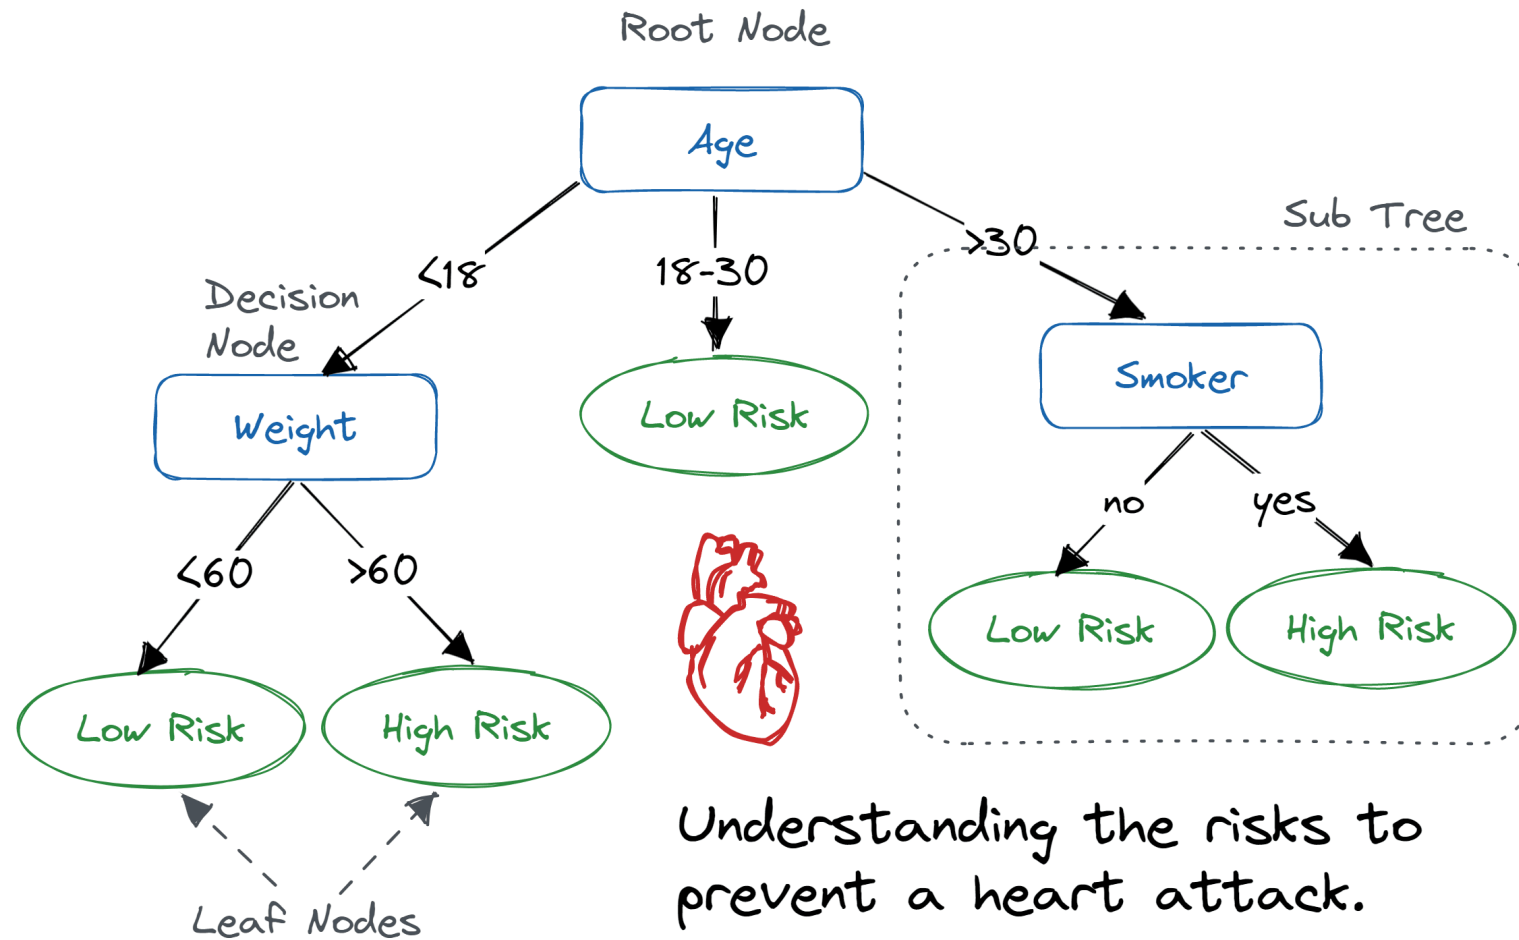 Root Node
Age
<18
18-30
>30
Sub Tree
Decision
Node
Weight
Low Risk
Smoker
<60
>60
no
yes
Low Risk
High Risk
Low Risk
High Risk
Leaf Nodes
Understanding the risks to
prevent a heart attack.